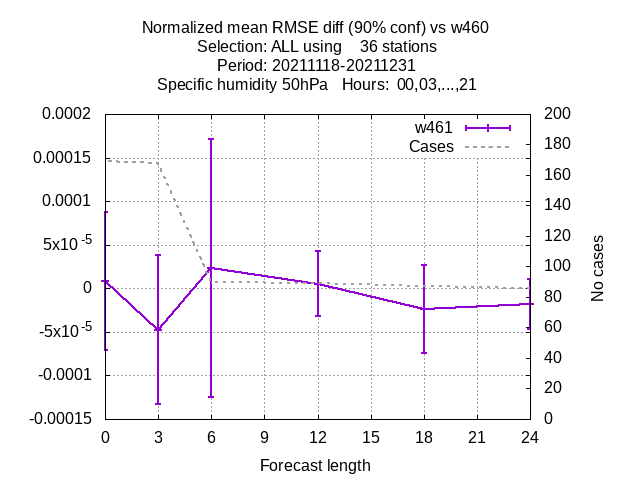 Normalized mean RMSE diff (90% conf) vs w460
Selection: ALL using    36 stations
Period: 20211118-20211231
Specific humidity 50hPa   Hours:  00,03,...,21
w461
Cases
0.0002
0.00015
0.0001
5x10^-5
0
-5x10^-5
-0.0001
-0.00015
200
180
160
140
120
100
80
60
40
20
0
No cases
0 3 6 9 12 15 18 21 24
Forecast length